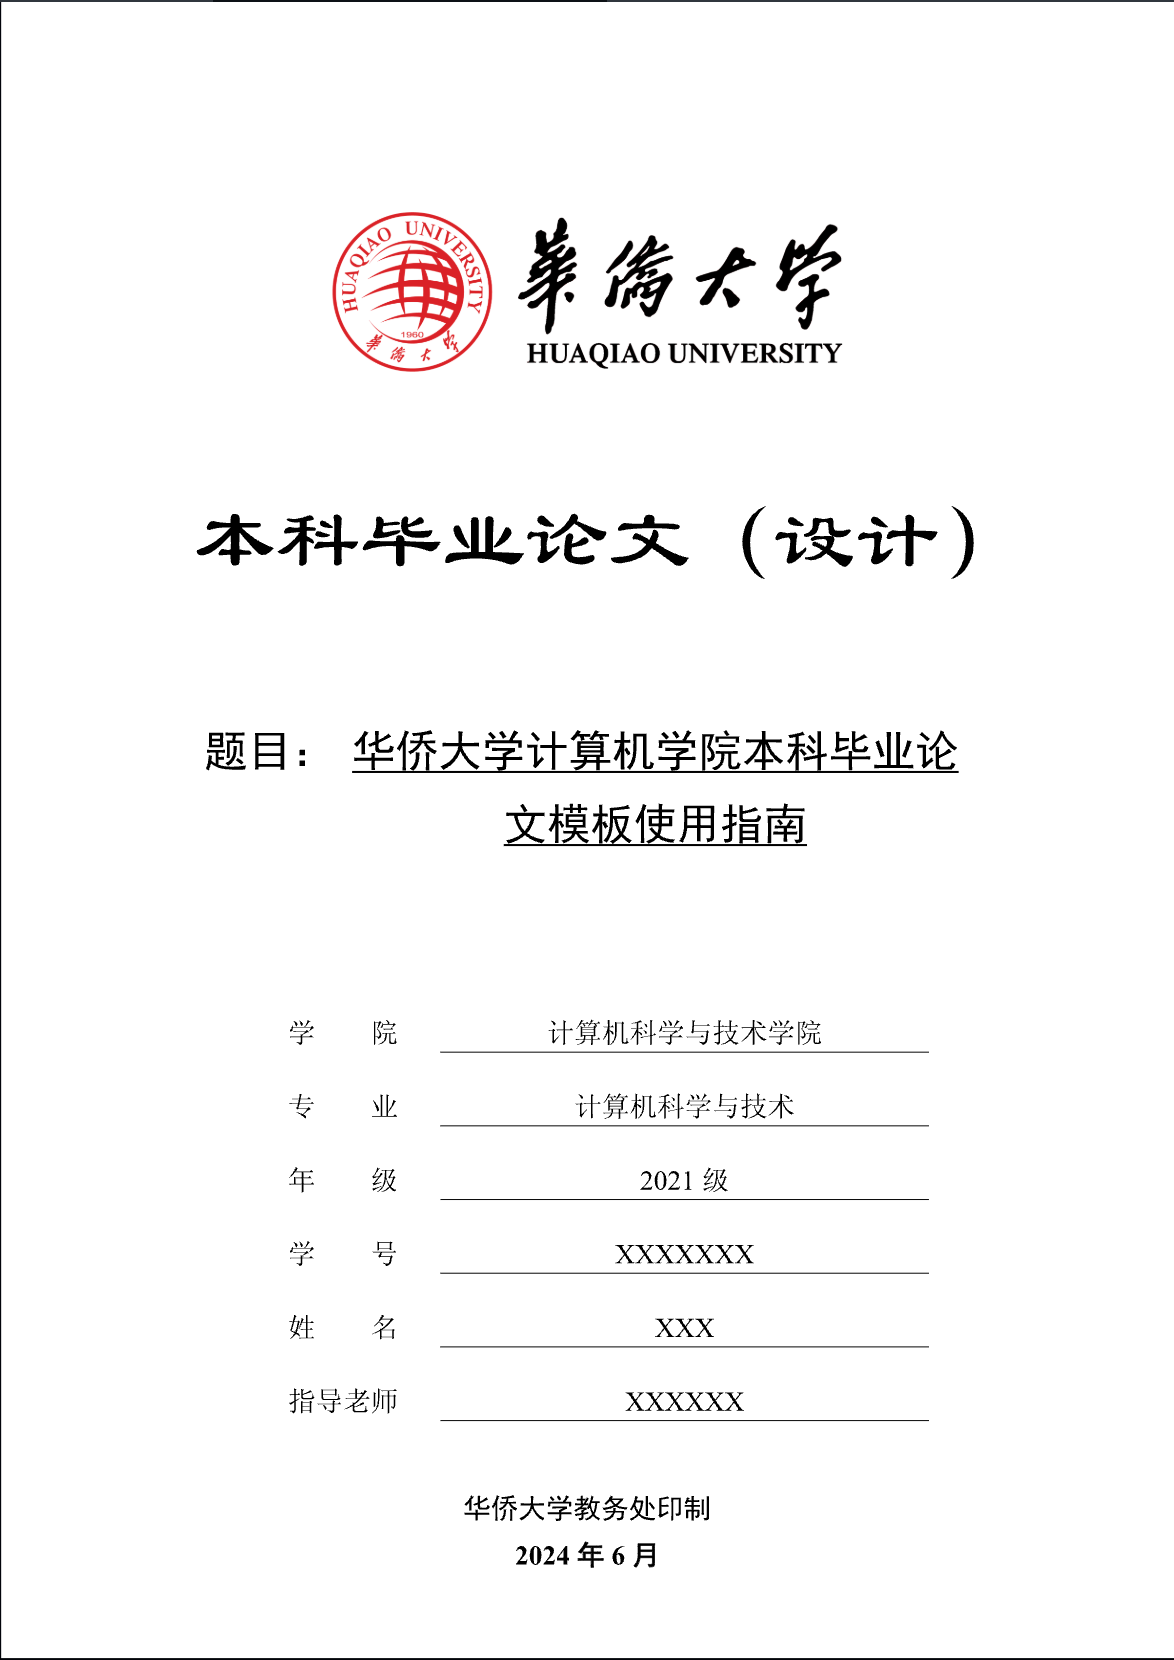 HUAQIAO UNIVERSITY
1960
華僑大学
華僑大学
HUAQIAO UNIVERSITY
本科毕业论文（设计）
题目： 华侨大学计算机学院本科毕业论
文模板使用指南
学 院 计算机科学与技术学院
专 业 计算机科学与技术
年 级 2021 级
学 号 XXXXXXX
姓 名 XXX
指导老师 XXXXXX
华侨大学教务处印制
2024 年 6 月